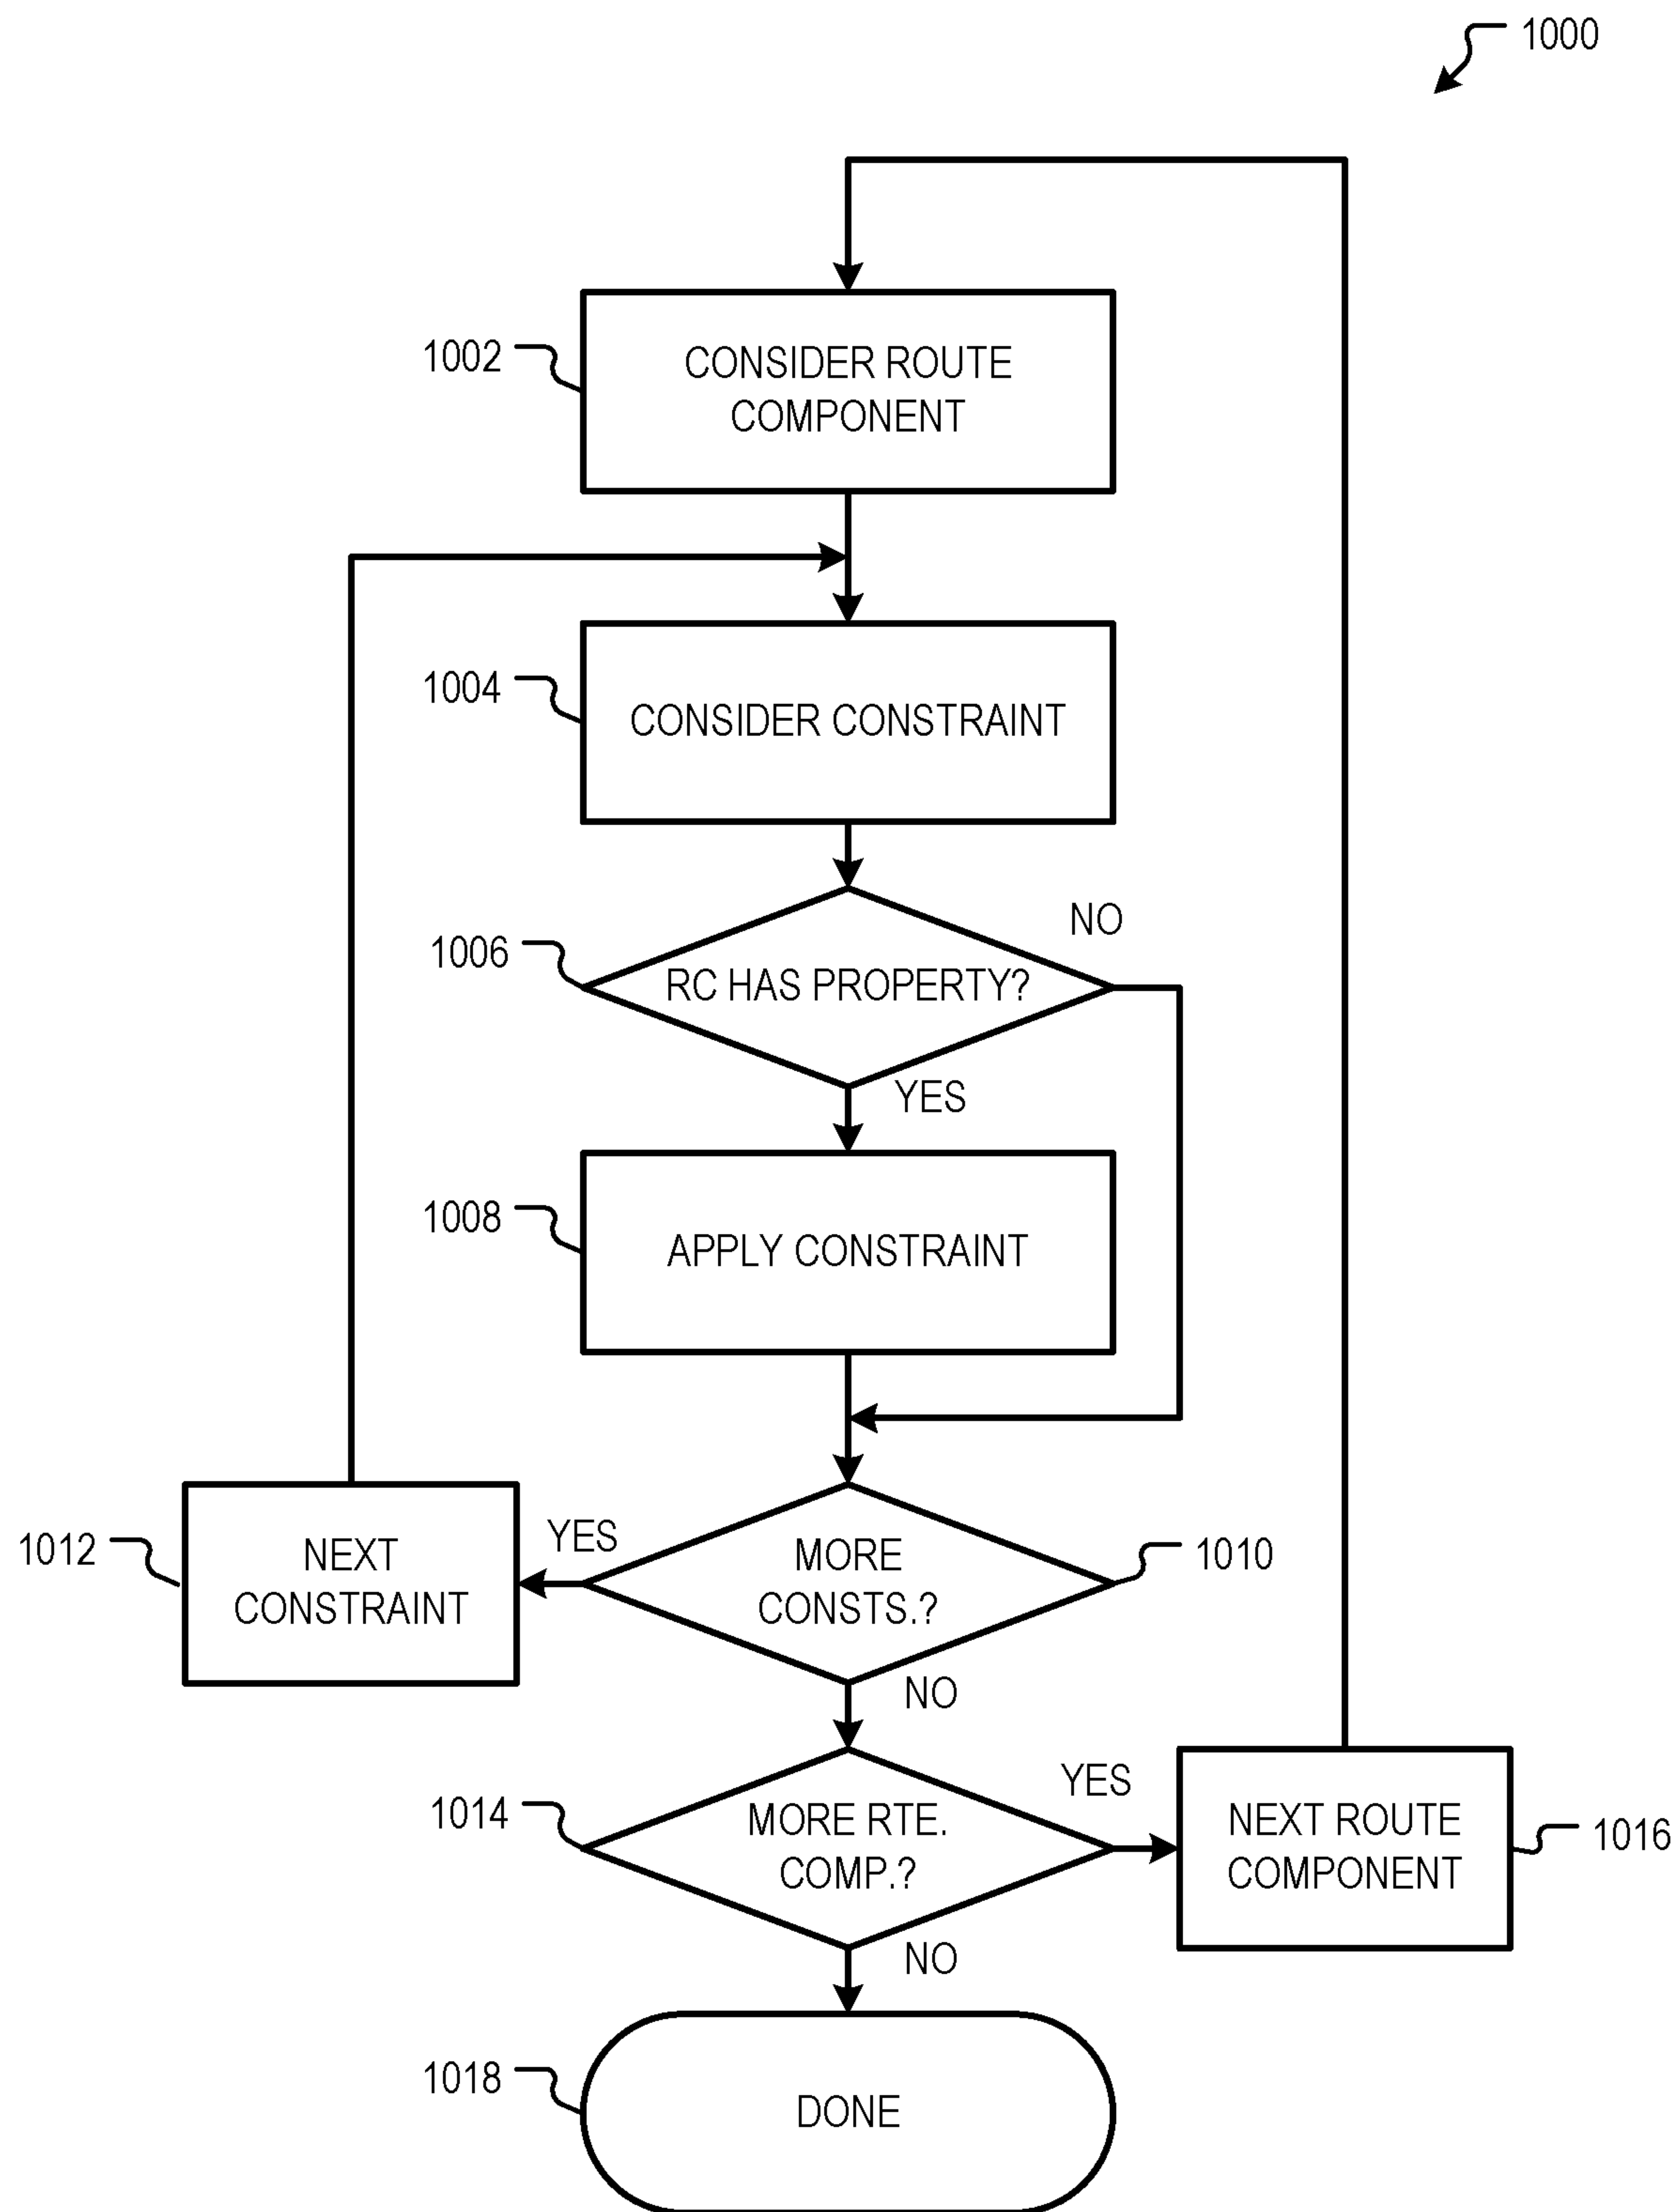 1000
1002
CONSIDER ROUTE
COMPONENT
1004
CONSIDER CONSTRAINT
NO
1006
RC HAS PROPERTY?
YES
1008
APPLY CONSTRAINT
1012
NEXT
CONSTRAINT
YES
MORE
CONSTS.?
1010
NO
1014
MORE RTE.
COMP.?
YES
NEXT ROUTE
COMPONENT
1016
NO
1018
DONE